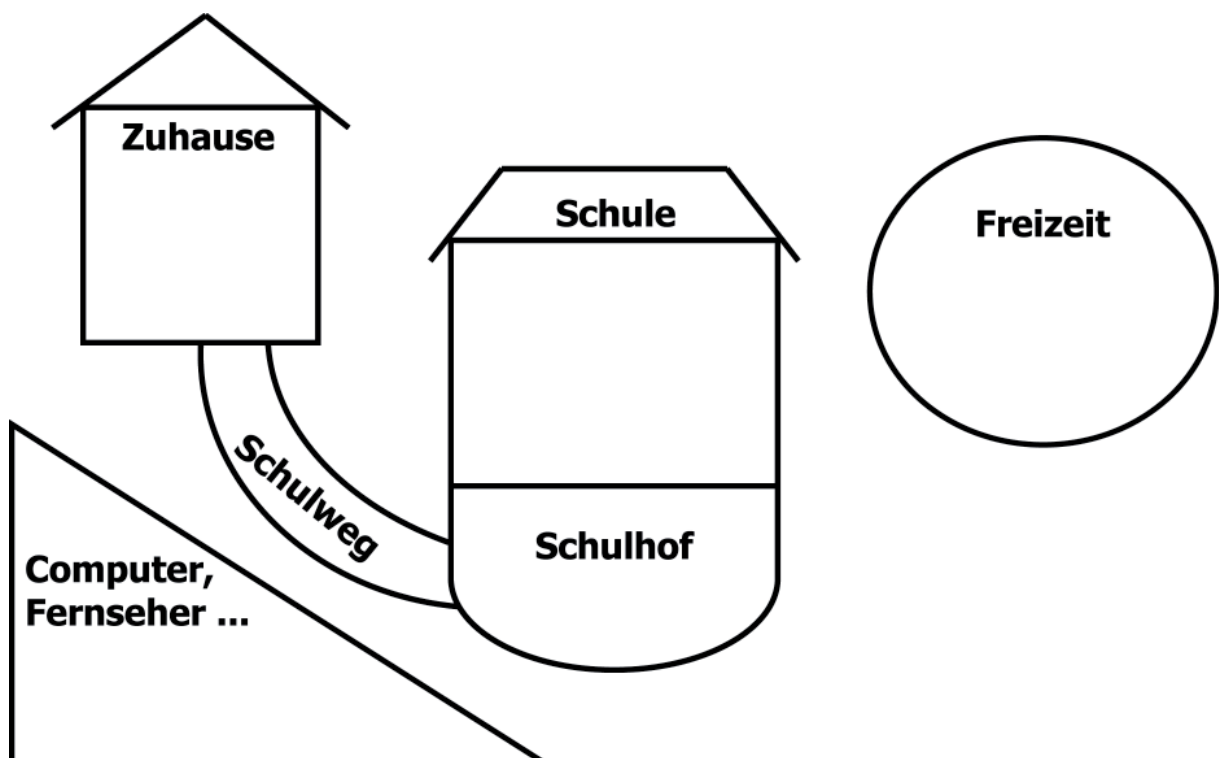 Zuhause
Schule
Freizeit
Schulweg
Schulhof
Computer,
Fernseher ...